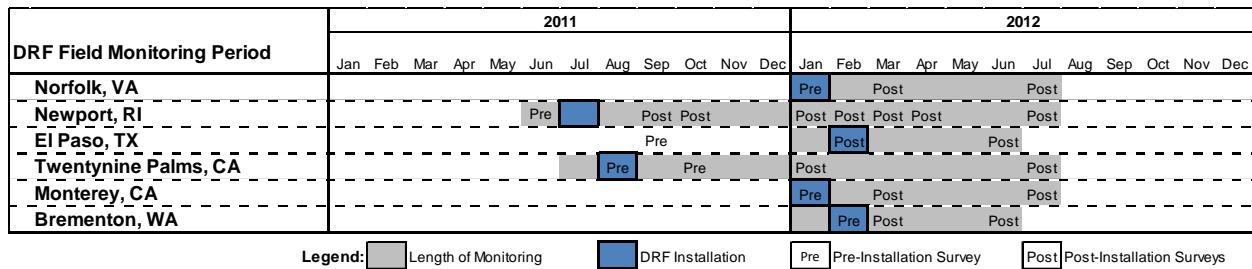 2011 2012
DRF Field Monitoring Period
Jan Feb Mar Apr May Jun Jul Aug Sep Oct Nov Dec Jan Feb Mar Apr May Jun Jul Aug Sep Oct Nov Dec
Norfolk, VA Pre Post Post
Newport, RI Pre Post Post Post Post Post Post Post
El Paso, TX Pre Post Post
Twentynine Palms, CA Pre Pre Post Post
Monterey, CA Pre Post Post
Brementon, WA Pre Post Post
Legend: Length of Monitoring DRF Installation Pre Pre-Installation Survey Post Post-Installation Surveys